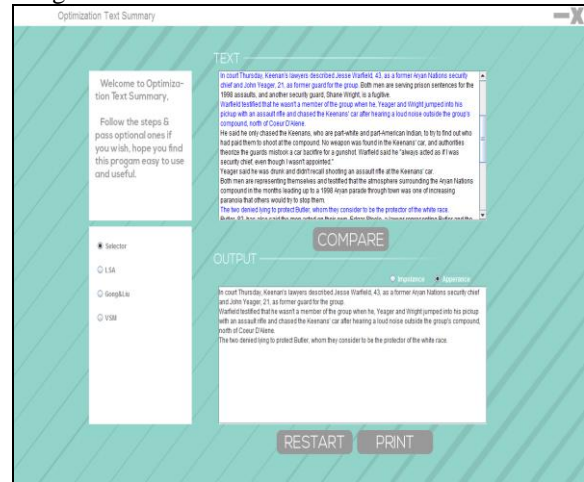 Optimization Text Summary
X
TEXT
Welcome to Optimiza-
tion Text Summary,
Follow the steps &
pass optional ones if
you wish, hope you find
this progam easy to use
and useful.
In court Thursday, Keenan's lawyers described Jesse Warfield, 43, as a former Aryan Nations security
chief and John Yeager, 21, as former guard for the group. Both men are serving prison sentences for the
1998 assaults, and another security guard, Shane Wright, is a fugitive.
Warfield testified that he wasn't a member of the group when he, Yeager and Wright jumped into his
pickup with an assault rifle and chased the Keenans' car after hearing a loud noise outside the group's
compound, north of Coeur D'Alene.
He said he only chased the Keenans, who are part-white and part-American Indian, to try to find out who
had paid them to shoot at the compound. No weapon was found in the Keenans' car, and authorities
theorize the guards mistook a car backfire for a gunshot. Warfield said he "always acted as if I was
security chief, even though I wasn't appointed."
Yeager said he was drunk and didn't recall shooting an assault rifle at the Keenans' car.
Both men are representing themselves and testified that the atmosphere surrounding the Aryan Nations
compound in the months leading up to a 1998 Aryan parade through town was one of increasing
paranoia that others would try to stop them.
The two denied lying to protect Butler, whom they consider to be the protector of the white race.
COMPARE
Selector
LSA
Gong&Liu
VSM
OUTPUT
In court Thursday, Keenan's lawyers described Jesse Warfield, 43, as a former Aryan Nations security chief
and John Yeager, 21, as former guard for the group.
Warfield testified that he wasn't a member of the group when he, Yeager and Wright jumped into his pickup
with an assault rifle and chased the Keenans' car after hearing a loud noise outside the group's compound,
north of Coeur D'Alene.
The two denied lying to protect Butler, whom they consider to be the protector of the white race.
RESTART
PRINT